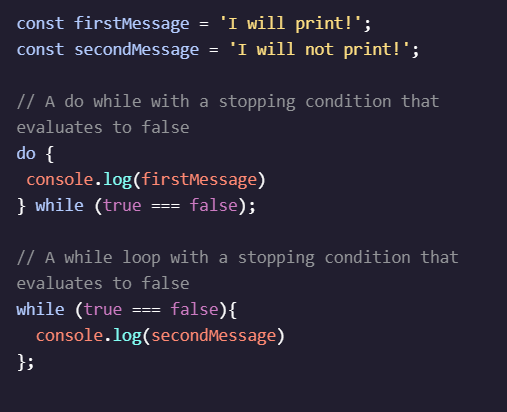 const firstMessage = 'I will print!';
const secondMessage = 'I will not print!';

// A do while with a stopping condition that
evaluates to false
do {
 console.log(firstMessage)
} while (true === false);

// A while loop with a stopping condition that
evaluates to false
while (true === false){
  console.log(secondMessage)
};